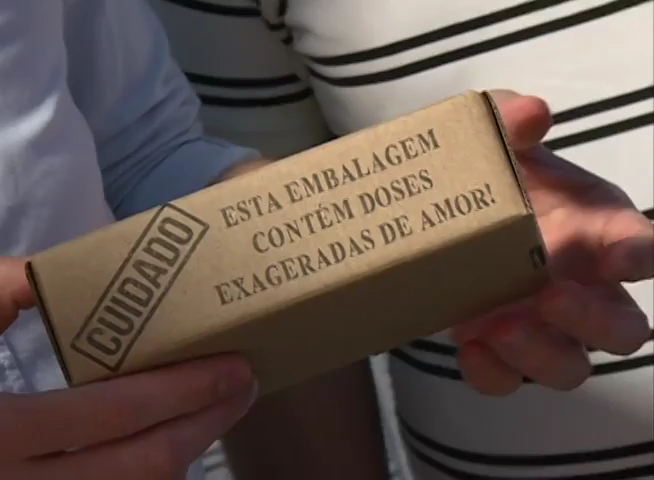 CUIDADO
ESTA EMBALAGEM
CONTÉM DOSES
EXAGERADAS DE AMOR!